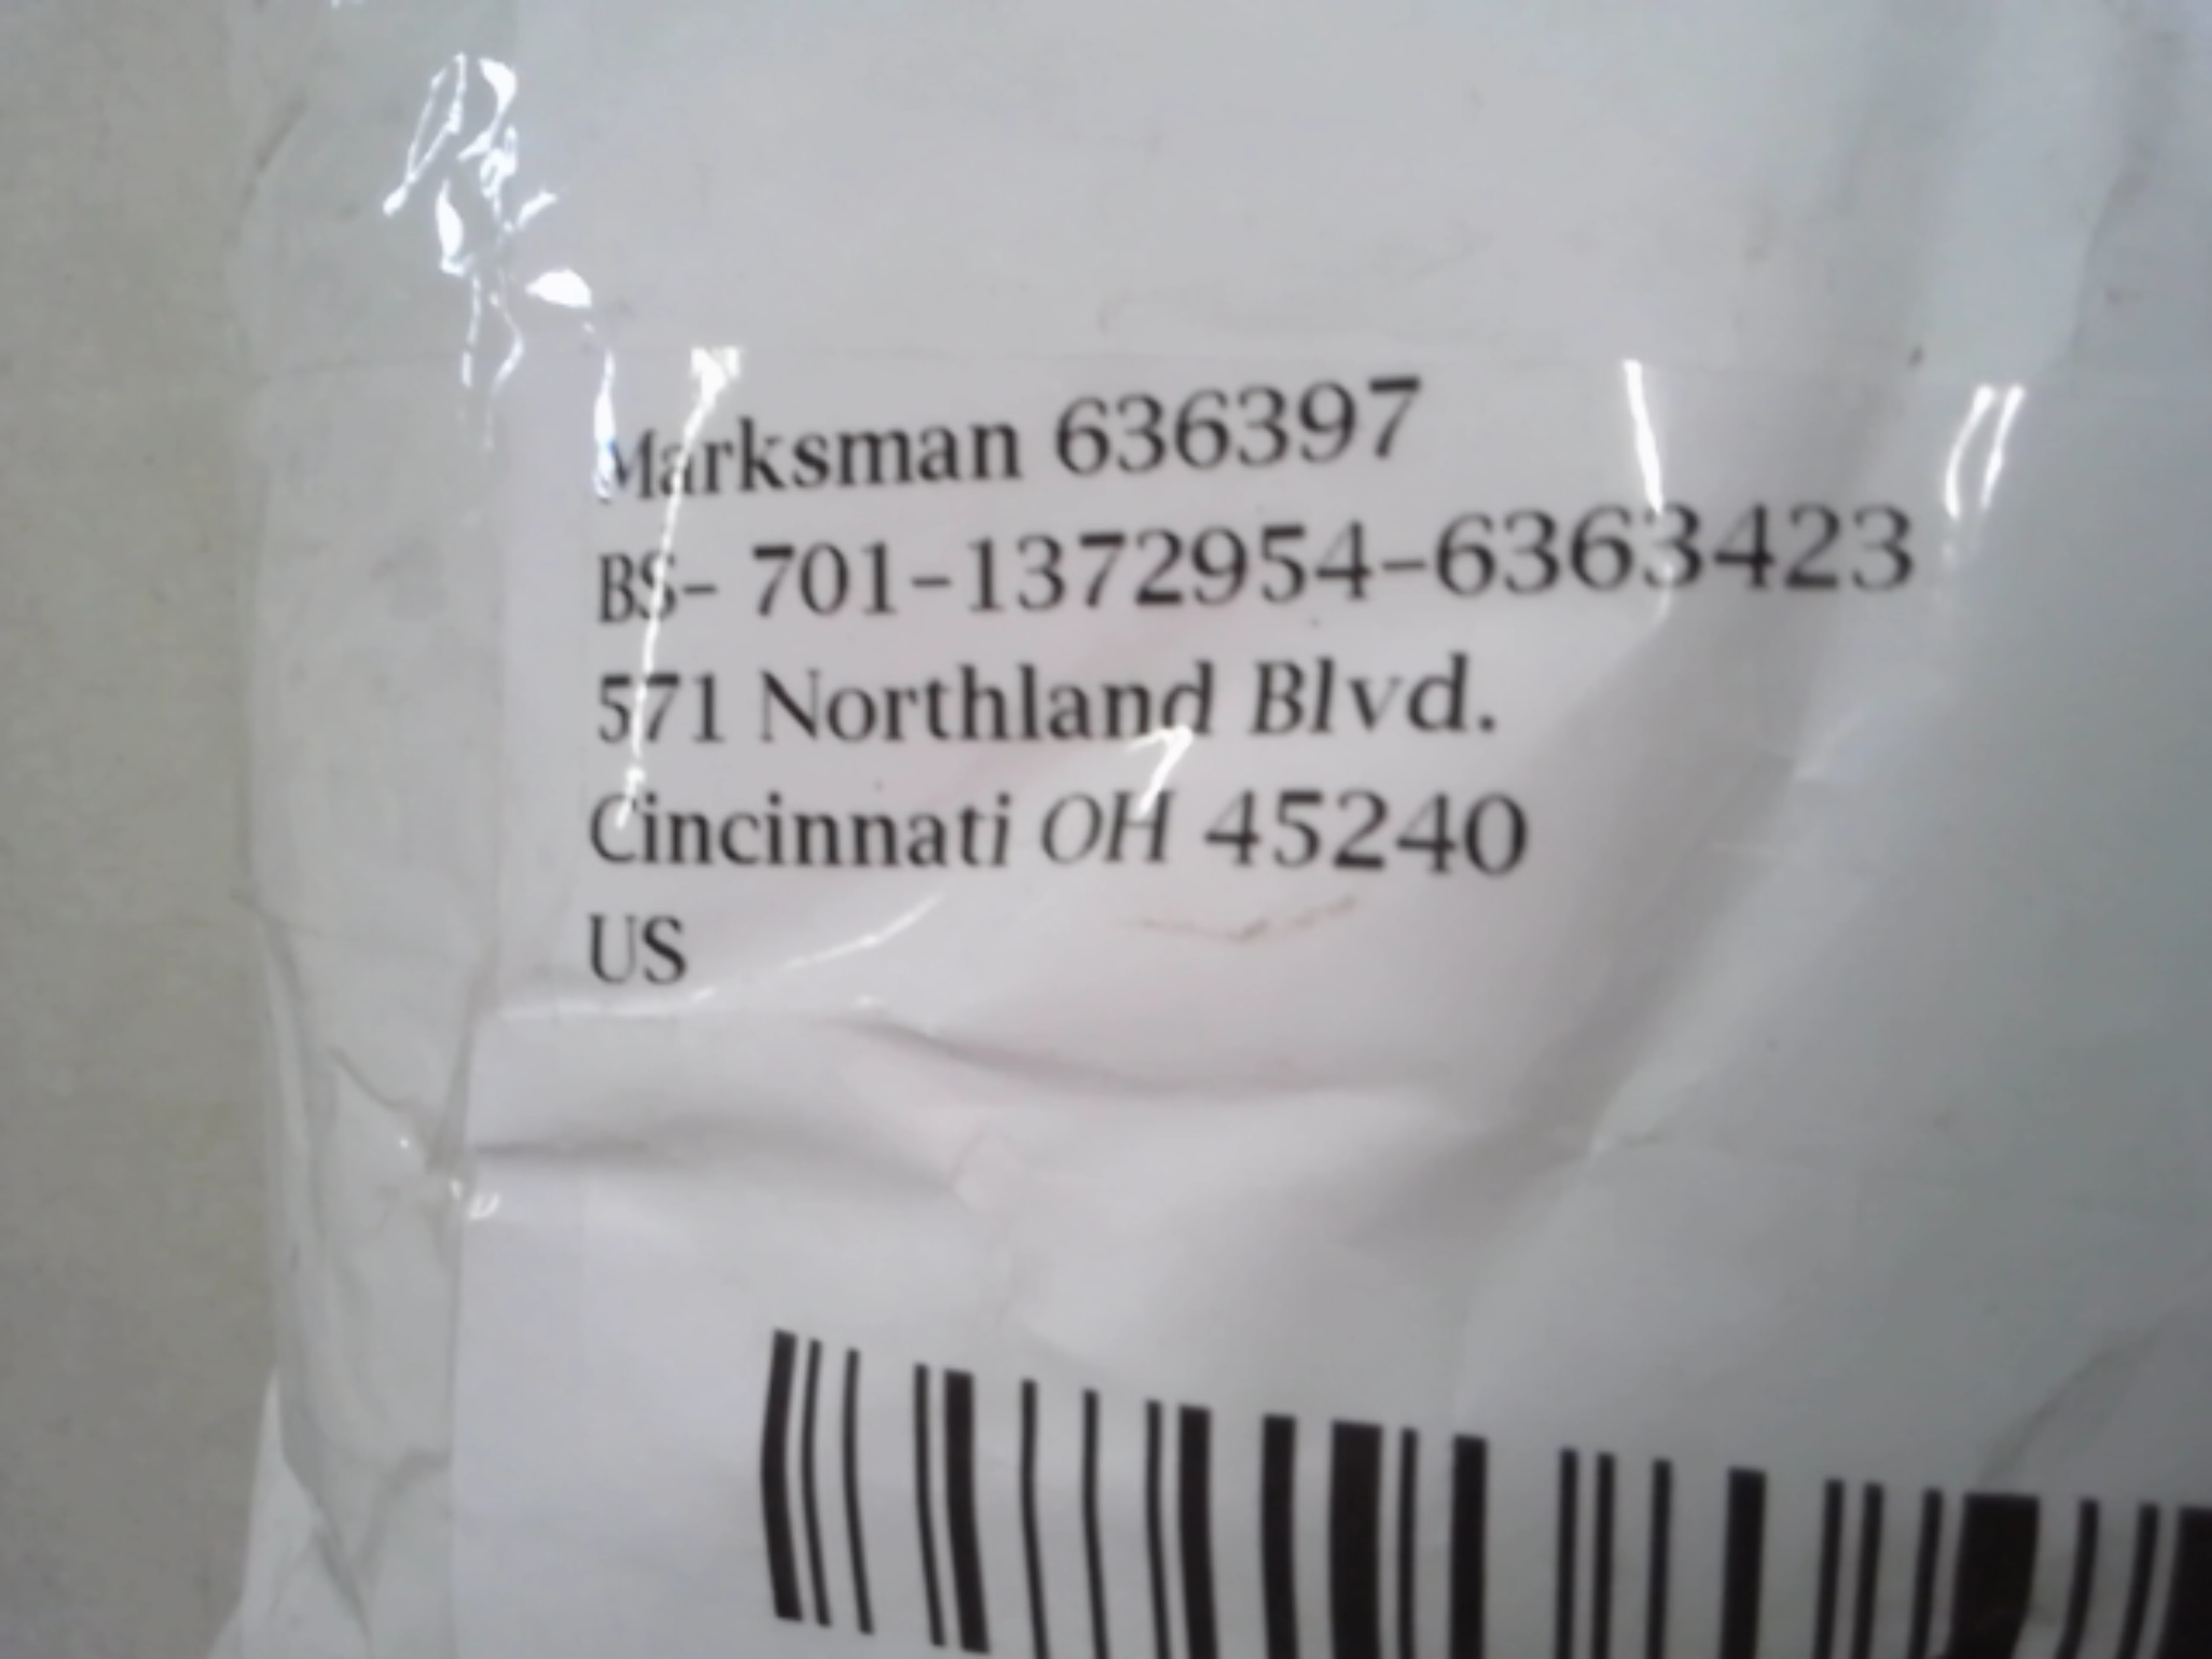 Marksman 636397
BS- 701-1372954-6363423
571 Northland Blvd.
Cincinnati OH 45240
US